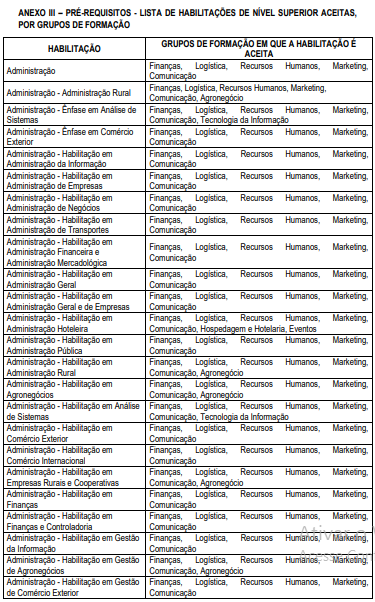 ANEXO III – PRÉ-REQUISITOS - LISTA DE HABILITAÇÕES DE NÍVEL SUPERIOR ACEITAS,
POR GRUPOS DE FORMAÇÃO
HABILITAÇÃO
GRUPOS DE FORMAÇÃO EM QUE A HABILITAÇÃO É
ACEITA
Administração
Finanças, Logística, Recursos Humanos, Marketing,
Comunicação
Administração - Administração Rural
Finanças, Logística, Recursos Humanos, Marketing,
Comunicação, Agronegócio
Administração - Ênfase em Análise de
Sistemas
Finanças, Logística, Recursos Humanos, Marketing,
Comunicação, Tecnologia da Informação
Administração - Ênfase em Comércio
Exterior
Finanças, Logística, Recursos Humanos, Marketing,
Comunicação
Administração - Habilitação em
Administração da Informação
Finanças, Logística, Recursos Humanos, Marketing,
Comunicação
Administração - Habilitação em
Administração de Empresas
Finanças, Logística, Recursos Humanos, Marketing,
Comunicação
Administração - Habilitação em
Administração de Negócios
Finanças, Logística, Recursos Humanos, Marketing,
Comunicação
Administração - Habilitação em
Administração de Transportes
Finanças, Logística, Recursos Humanos, Marketing,
Comunicação
Administração - Habilitação em
Administração Financeira e
Administração Mercadológica
Finanças, Logística, Recursos Humanos, Marketing,
Comunicação
Administração - Habilitação em
Administração Geral
Finanças, Logística, Recursos Humanos, Marketing,
Comunicação
Administração - Habilitação em
Administração Geral e de Empresas
Finanças, Logística, Recursos Humanos, Marketing,
Comunicação
Administração - Habilitação em
Administração Hoteleira
Finanças, Logística, Recursos Humanos, Marketing,
Comunicação, Hospedagem e Hotelaria, Eventos
Administração - Habilitação em
Administração Pública
Finanças, Logística, Recursos Humanos, Marketing,
Comunicação
Administração - Habilitação em
Administração Rural
Finanças, Logística, Recursos Humanos, Marketing,
Comunicação, Agronegócio
Administração - Habilitação em
Agronegócios
Finanças, Logística, Recursos Humanos, Marketing,
Comunicação, Agronegócio
Administração - Habilitação em Análise
de Sistemas
Finanças, Logística, Recursos Humanos, Marketing,
Comunicação, Tecnologia da Informação
Administração - Habilitação em
Comércio Exterior
Finanças, Logística, Recursos Humanos, Marketing,
Comunicação
Administração - Habilitação em
Comércio Internacional
Finanças, Logística, Recursos Humanos, Marketing,
Comunicação
Administração - Habilitação em
Empresas Rurais e Cooperativas
Finanças, Logística, Recursos Humanos, Marketing,
Comunicação, Agronegócio
Administração - Habilitação em
Finanças
Finanças, Logística, Recursos Humanos, Marketing,
Comunicação
Administração - Habilitação em
Finanças e Controladoria
Finanças, Logística, Recursos Humanos, Marketing,
Comunicação
Administração - Habilitação em Gestão
da Informação
Finanças, Logística, Recursos Humanos, Marketing,
Comunicação
Administração - Habilitação em Gestão
de Agronegócios
Finanças, Logística, Recursos Humanos, Marketing,
Comunicação, Agronegócio
Administração - Habilitação em Gestão
de Comércio Exterior
Finanças, Logística, Recursos Humanos, Marketing,
Comunicação